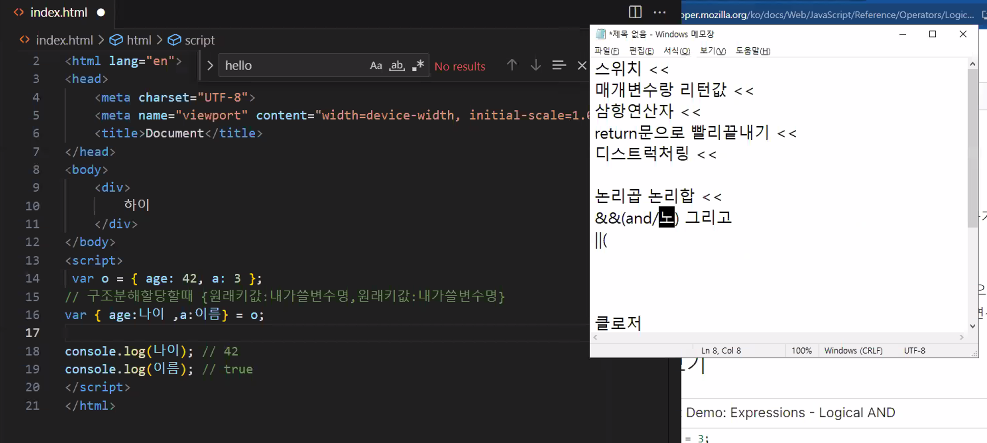 index.html
index.html > html > script
hello
Aa ab .* No results
2 <html lang="en">
3 <head>
4 <meta charset="UTF-8">
5 <meta name="viewport" content="width=device-width, initial-scale=1.
6 <title>Document</title>
7 </head>
8 <body>
9 <div>
10 하이
11 </div>
12 </body>
13 <script>
14 var o = { age: 42, a: 3 };
15 // 구조분해할당할때 {원래키값:내가쓸변수명,원래키값:내가쓸변수명}
16 var { age:나이 ,a:이름} = o;
17
18 console.log(나이); // 42
19 console.log(이름); // true
20 </script>
21 </html>
oper.mozilla.org/ko/docs/Web/JavaScript/Reference/Operators/Logic...
*제목 없음 - Windows 메모장
파일(F) 편집(E) 서식(O) 보기(V) 도움말(H)
스위치 <<
매개변수랑 리턴값 <<
삼항연산자 <<
return문으로 빨리끝내기 <<
디스트럭처링 <<
논리곱 논리합 <<
&&(and/노) 그리고
||(
클로저
Ln 8, Col 8 100% Windows (CRLF) UTF-8
Demo: Expressions - Logical AND
= 3;